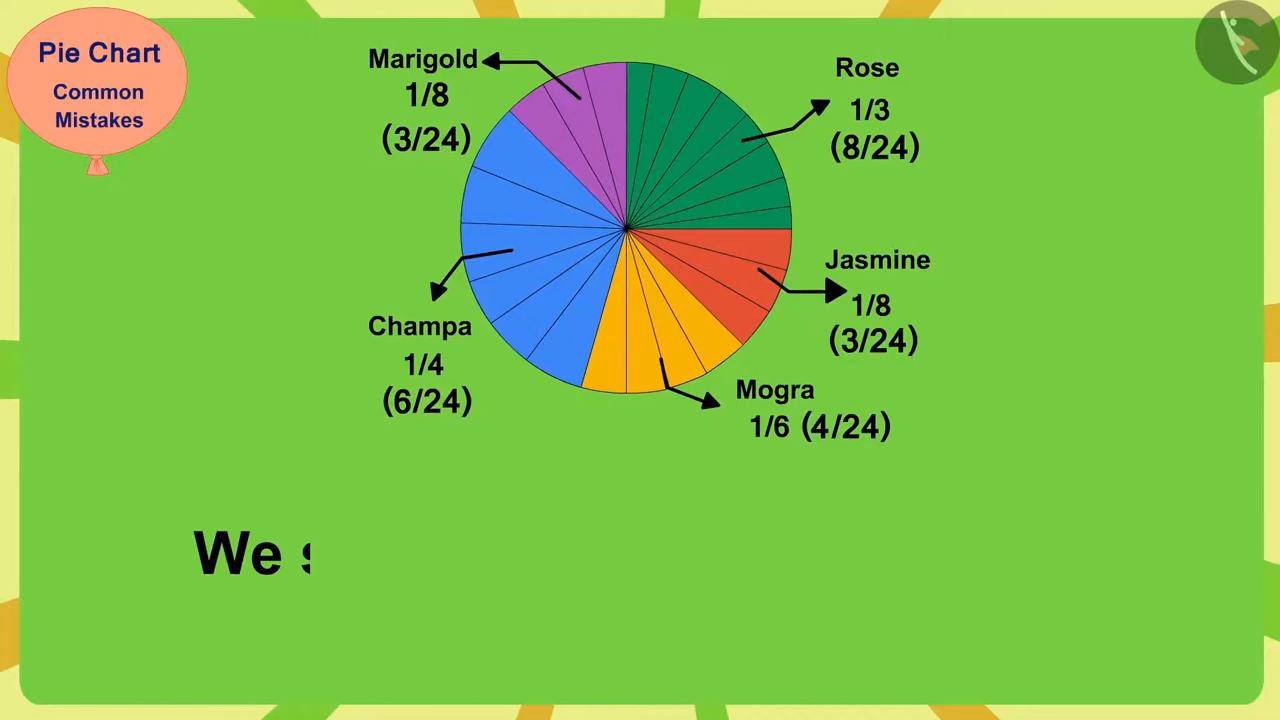 Pie Chart
Common
Mistakes
Marigold
1/8
(3/24)
Rose
1/3
(8/24)
Jasmine
1/8
(3/24)
Champa
1/4
(6/24)
Mogra
1/6 (4/24)
We